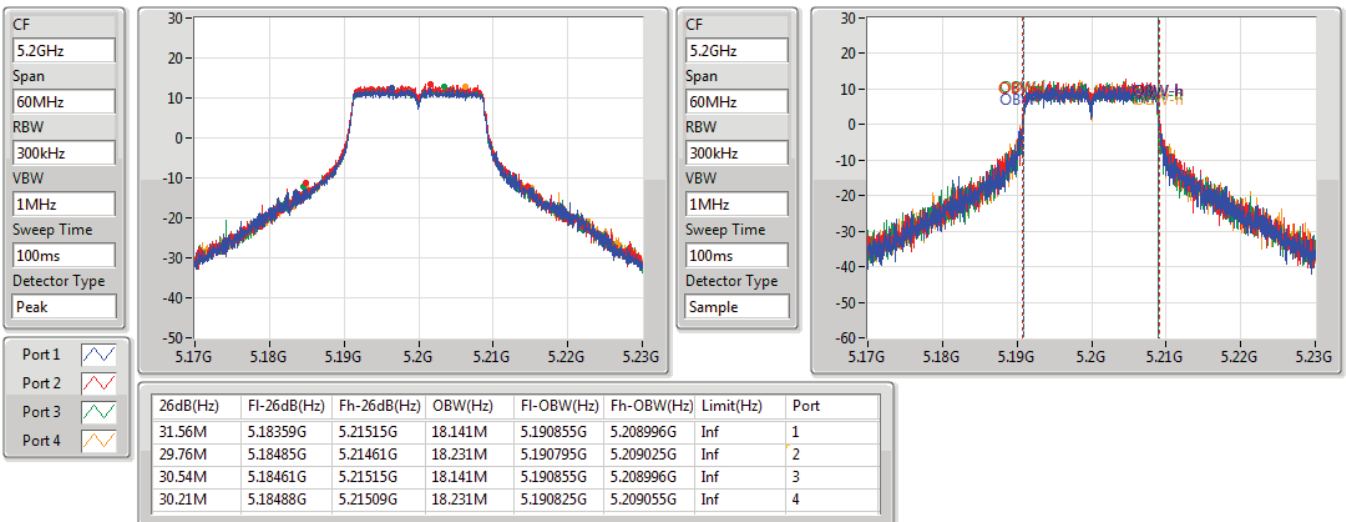 CF
5.2GHz
Span
60MHz
RBW
300kHz
VBW
1MHz
Sweep Time
100ms
Detector Type
Peak
30
20
10
0
-10
-20
-30
-40
-50
5.17G 5.18G 5.19G 5.2G 5.21G 5.22G 5.23G
CF
5.2GHz
Span
60MHz
RBW
300kHz
VBW
1MHz
Sweep Time
100ms
Detector Type
Sample
30
20
10
0
-10
-20
-30
-40
-50
-60
5.17G 5.18G 5.19G 5.2G 5.21G 5.22G 5.23G
Port 1
Port 2
Port 3
Port 4
26dB(Hz) Fl-26dB(Hz) Fh-26dB(Hz) OBW(Hz) Fl-OBW(Hz) Fh-OBW(Hz) Limit(Hz) Port
31.56M 5.18359G 5.21515G 18.141M 5.190855G 5.208996G Inf 1
29.76M 5.18485G 5.21461G 18.231M 5.190795G 5.209025G Inf 2
30.54M 5.18461G 5.21515G 18.141M 5.190855G 5.208996G Inf 3
30.21M 5.18488G 5.21509G 18.231M 5.190825G 5.209055G Inf 4